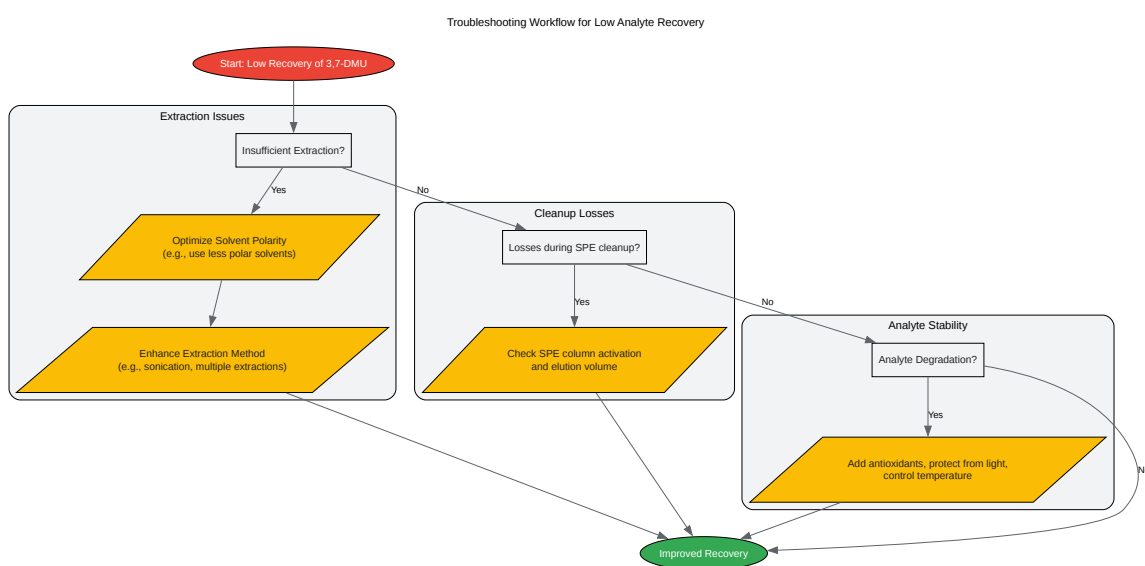 Troubleshooting Workflow for Low Analyte Recovery
Start: Low Recovery of 3,7-DMU
Extraction Issues
Insufficient Extraction?
Yes
No
Optimize Solvent Polarity
(e.g., use less polar solvents)
Enhance Extraction Method
(e.g., sonication, multiple extractions)
Cleanup Losses
Losses during SPE cleanup?
Yes
No
Check SPE column activation
and elution volume
Analyte Stability
Analyte Degradation?
Yes
Add antioxidants, protect from light,
control temperature
Improved Recovery